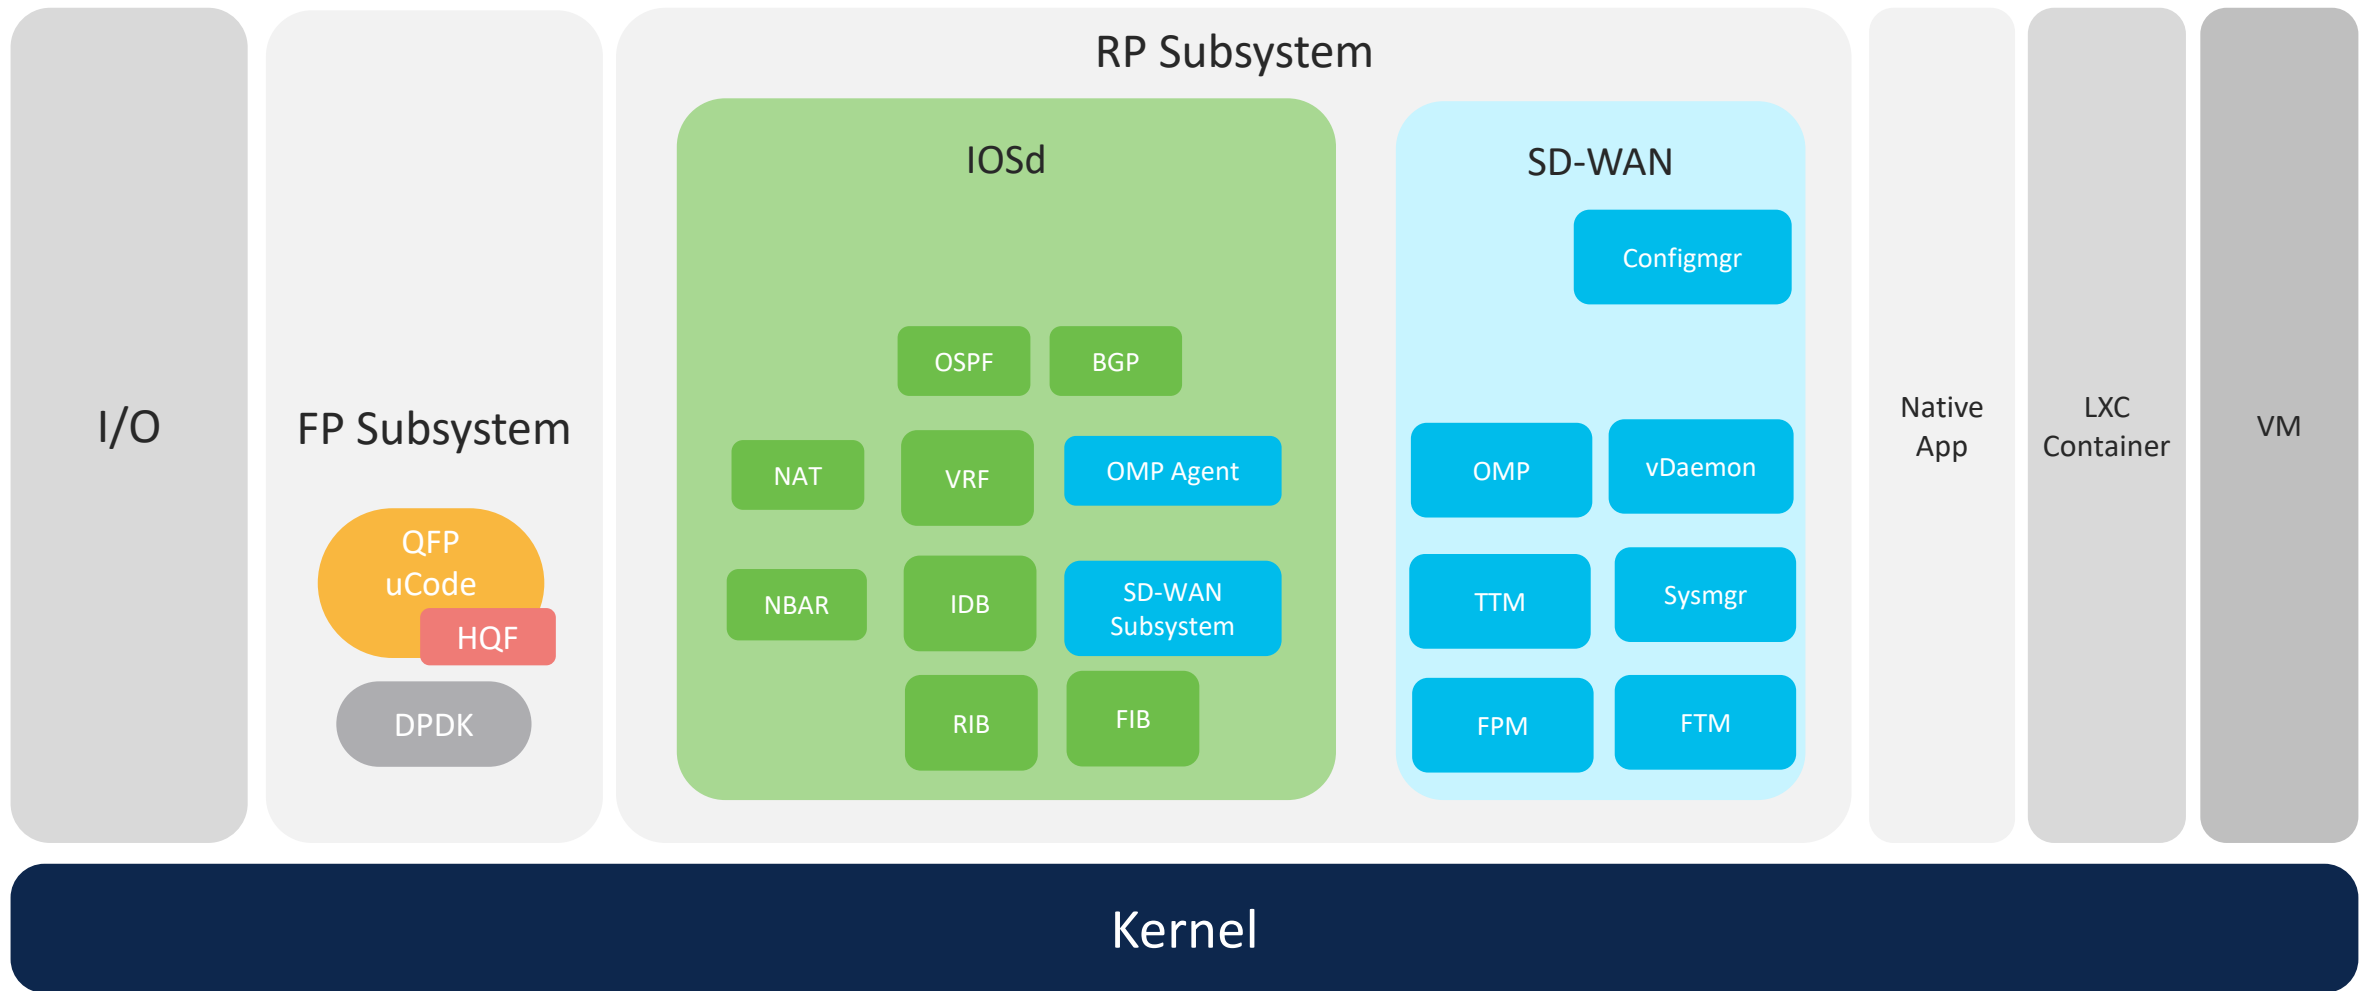 RP Subsystem
IOSd
SD-WAN
Configmgr
OSPF
BGP
I/O
FP Subsystem
Native
App
LXC
Container
VM
NAT
VRF
OMP Agent
OMP
vDaemon
QFP
uCode
HQF
NBAR
IDB
SD-WAN
Subsystem
TTM
Sysmgr
DPDK
RIB
FIB
FPM
FTM
Kernel